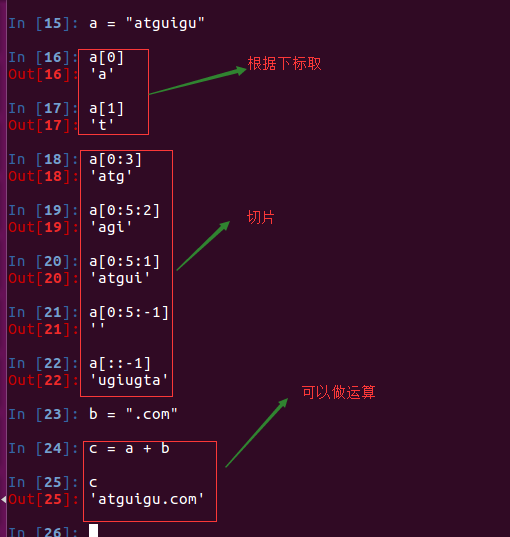 In [15]: a = "atguigu"
In [16]: a[0]
Out[16]: 'a'
根据下标取
In [17]: a[1]
Out[17]: 't'
In [18]: a[0:3]
Out[18]: 'atg'
In [19]: a[0:5:2]
Out[19]: 'agi'
切片
In [20]: a[0:5:1]
Out[20]: 'atgui'
In [21]: a[0:5:-1]
Out[21]: ''
In [22]: a[::-1]
Out[22]: 'ugiugta'
可以做运算
In [23]: b = ".com"
In [24]: c = a + b
In [25]: c
Out[25]: 'atguigu.com'
In [26]: